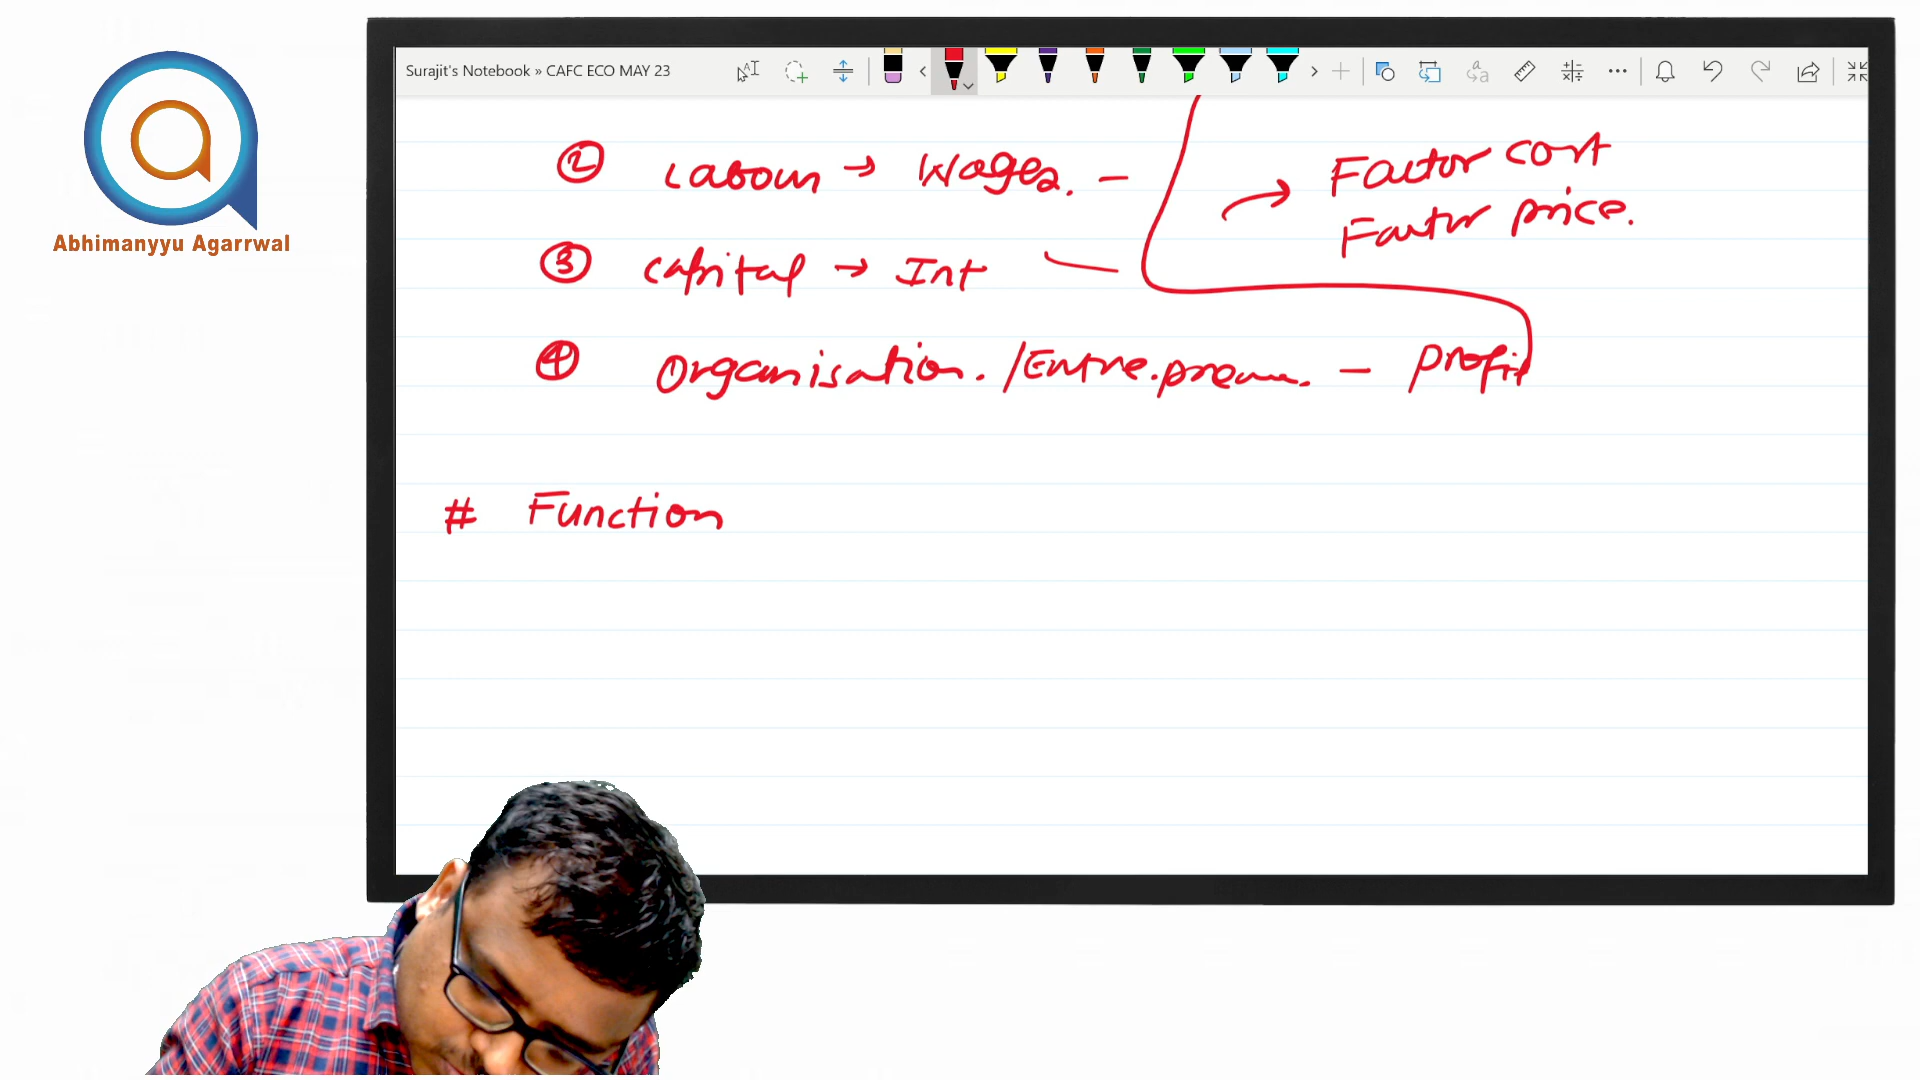 Surajit's Notebook » CAFC ECO MAY 23
Abhimanyyu Agarrwal
② Labour → Wages. –
→ Factor cost
Factor price.
③ Capital → Int
④ Organisation. /Entre.preneur. – Profit
# Function